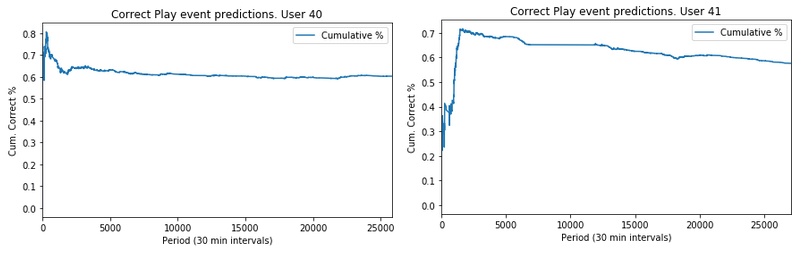 Correct Play event predictions. User 40
Cumulative %
Cum. Correct %
0.8
0.7
0.6
0.5
0.4
0.3
0.2
0.1
0.0
0 5000 10000 15000 20000 25000
Period (30 min intervals)
Correct Play event predictions. User 41
Cumulative %
Cum. Correct %
0.7
0.6
0.5
0.4
0.3
0.2
0.1
0.0
0 5000 10000 15000 20000 25000
Period (30 min intervals)